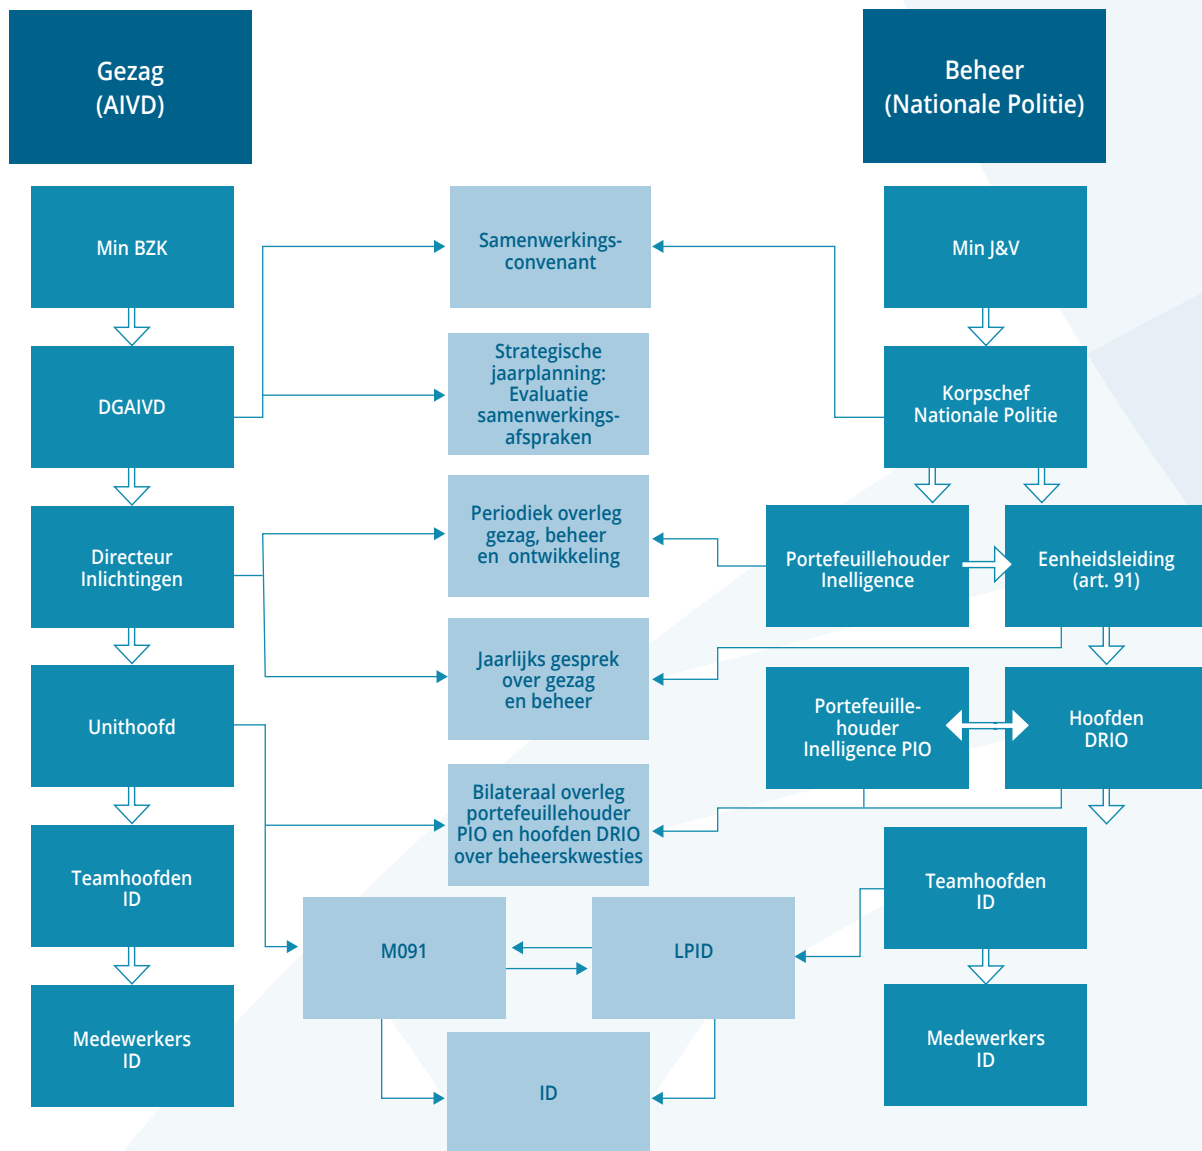 Gezag
(AIVD)
Beheer
(Nationale Politie)
Min BZK
Samenwerkings-
convenant
Min J&V
DGAIVD
Strategische
jaarplanning:
Evaluatie
samenwerkings-
afspraken
Korpschef
Nationale Politie
Directeur
Inlichtingen
Periodiek overleg
gezag, beheer
en ontwikkeling
Portefeuillehouder
Inelligence
Eenheidsleiding
(art. 91)
Unithoofd
Jaarlijks gesprek
over gezag
en beheer
Portefeuille-
houder
Inelligence PIO
Hoofden
DRIO
Bilateraal overleg
portefeuillehouder
PIO en hoofden DRIO
over beheerskwesties
Teamhoofden
ID
Teamhoofden
ID
M091
LPID
Medewerkers
ID
ID
Medewerkers
ID